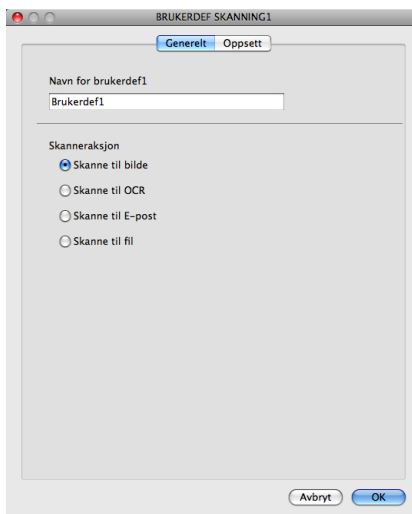 BRUKERDEF SKANNING1
Generelt Oppsett
Navn for brukerdef1
Brukerdef1
Skanneraksjon
Skanne til bilde
Skanne til OCR
Skanne til E-post
Skanne til fil
Avbryt OK